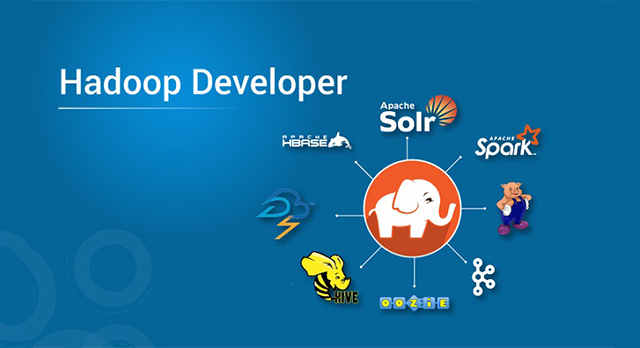 Hadoop Developer
Apache
Solr
APACHE
HBASE
APACHE
Spark
HIVE
OOZIE